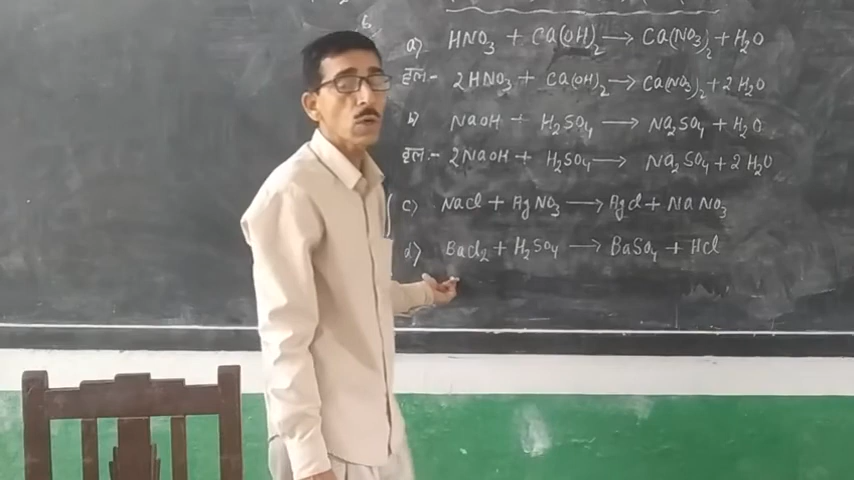 6.
a) HNO₃ + Ca(OH)₂ → Ca(NO₃)₂ + H₂O
हल:- 2HNO₃ + Ca(OH)₂ → Ca(NO₃)₂ + 2H₂O
b) NaOH + H₂SO₄ → Na₂SO₄ + H₂O
हल:- 2NaOH + H₂SO₄ → Na₂SO₄ + 2H₂O
c) NaCl + AgNO₃ → AgCl + NaNO₃
d) BaCl₂ + H₂SO₄ → BaSO₄ + HCl